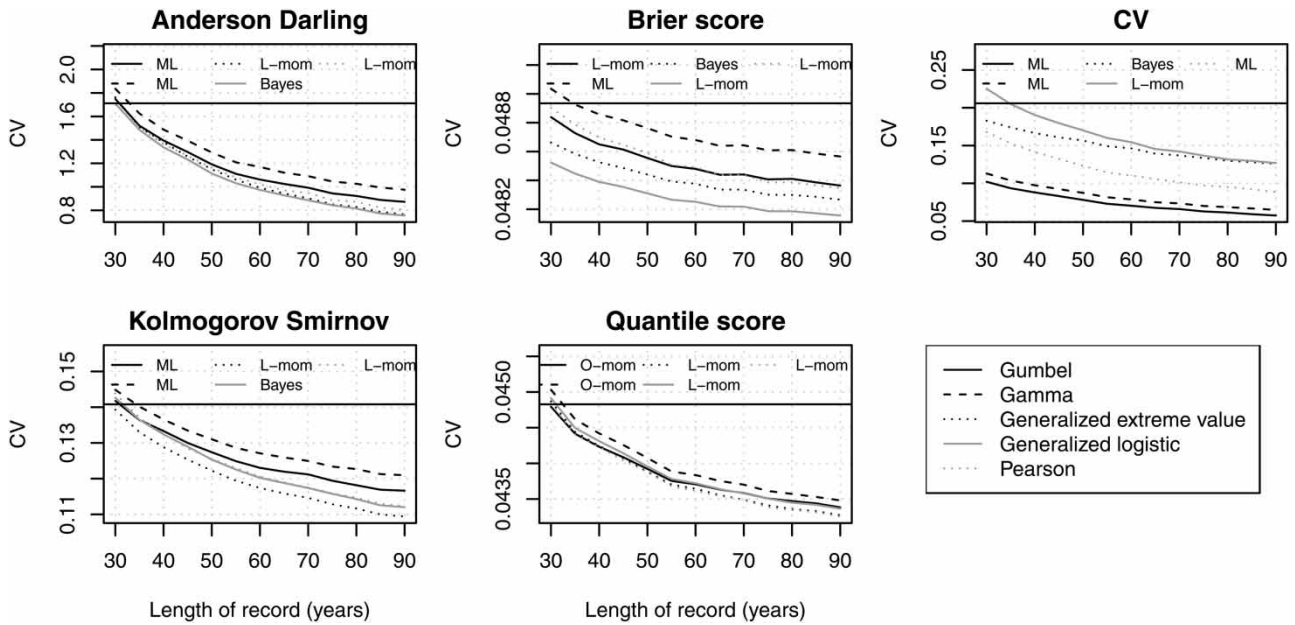 Anderson Darling
ML L-mom L-mom
ML Bayes
CV
2.0
1.6
1.2
0.8
30 40 50 60 70 80 90
Brier score
L-mom Bayes L-mom
ML L-mom
CV
0.0488
0.0482
30 40 50 60 70 80 90
CV
ML Bayes ML
ML L-mom
CV
0.25
0.15
0.05
30 40 50 60 70 80 90
Kolmogorov Smirnov
ML L-mom L-mom
ML Bayes
CV
0.15
0.13
0.11
30 40 50 60 70 80 90
Length of record (years)
Quantile score
O-mom L-mom L-mom
O-mom L-mom
CV
0.0450
0.0435
30 40 50 60 70 80 90
Length of record (years)
Gumbel
Gamma
Generalized extreme value
Generalized logistic
Pearson